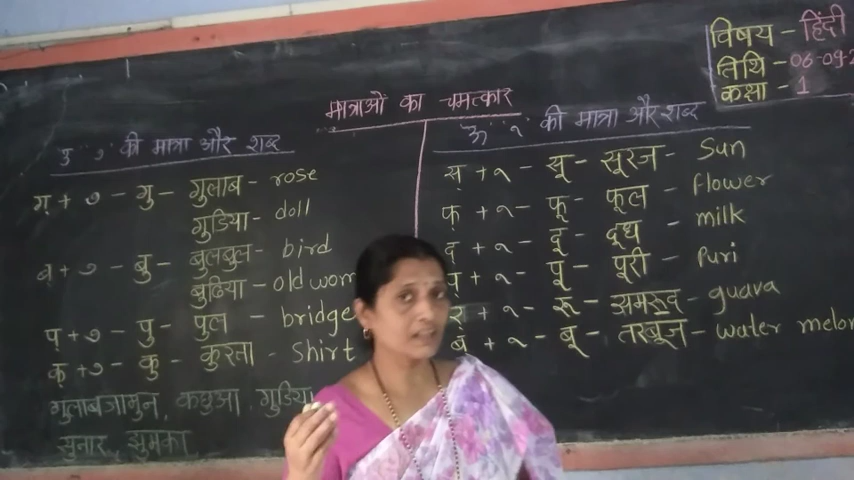 विषय - हिंदी
तिथि - 06-09-2
कक्षा - 1
मात्राओं का चमत्कार
उ ु की मात्रा और शब्द
ग् + ु - गु - गुलाब - rose
गुडिया - doll
ब् + ु - बु - बुलबुल - bird
बुढिया - old wom
प् + ु - पु - पुल - bridge
क् + ु - कु - कुरता - Shirt
गुलाबजामुन, कछुआ, गुडिया
सुनार, झुमका
ऊ ू की मात्रा और शब्द
स् + ू - सू - सूरज - Sun
फ् + ू - फू - फूल - flower
द् + ू - दू - दूध - milk
प् + ू - पू - पूरी - Puri
र् + ू - रू - अमरूद - guava
ब् + ू - बू - तरबूज - water melon